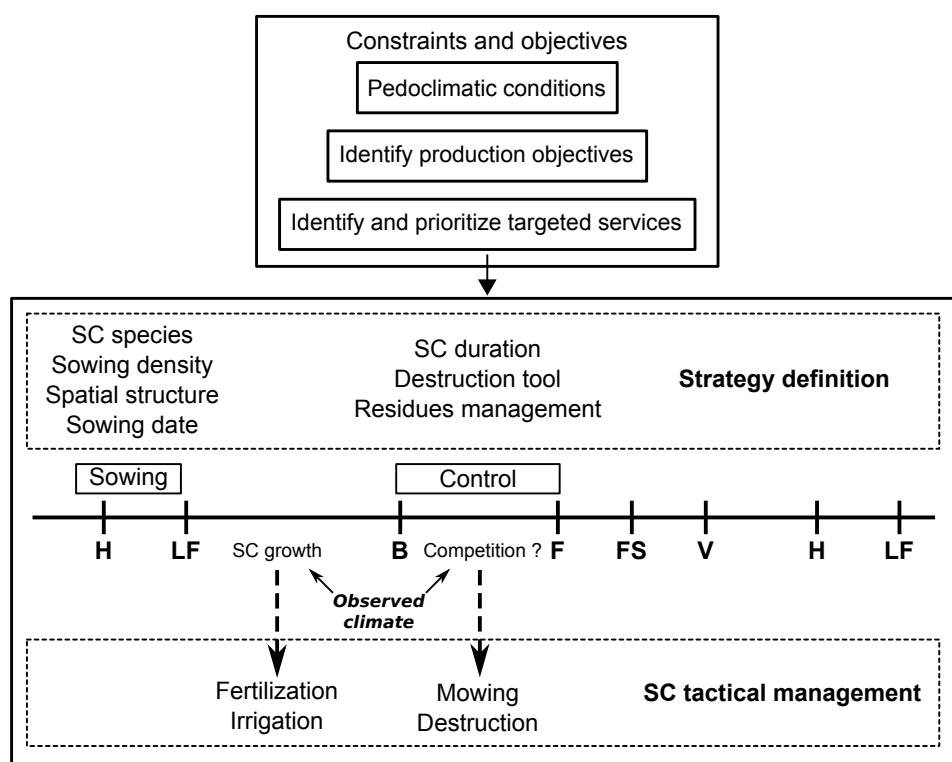 Constraints and objectives
Pedoclimatic conditions
Identify production objectives
Identify and prioritize targeted services
SC species
Sowing density
Spatial structure
Sowing date
SC duration
Destruction tool
Residues management
Strategy definition
Sowing
Control
H
LF
SC growth
B
Competition ?
F
FS
V
H
LF
Observed
climate
Fertilization
Irrigation
Mowing
Destruction
SC tactical management